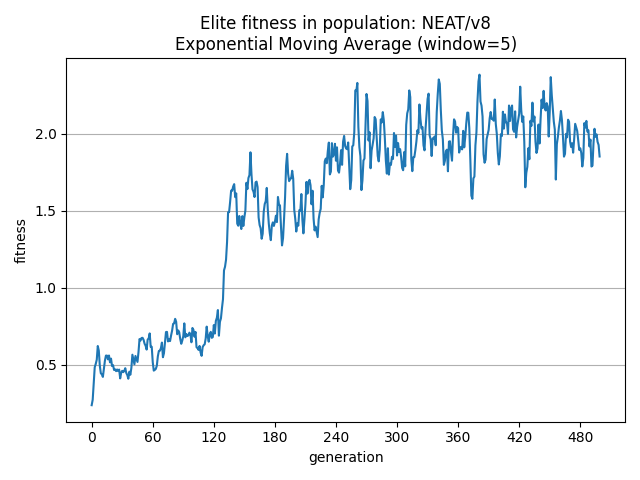 Elite fitness in population: NEAT/v8
Exponential Moving Average (window=5)
fitness
2.0
1.5
1.0
0.5
0 60 120 180 240 300 360 420 480
generation